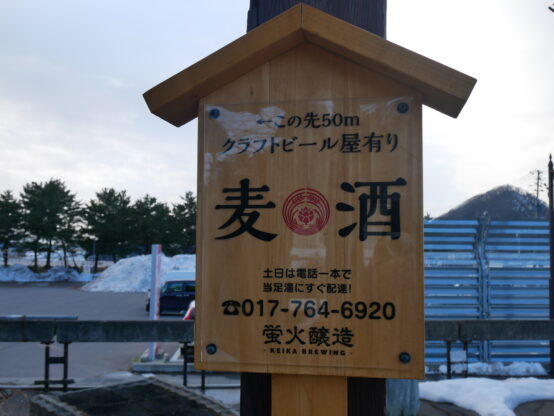 ←この先50m
クラフトビール屋有り
麦酒
土日は電話一本で
当足湯にすぐ配達!
☎017-764-6920
蛍火醸造
- KEIKA BREWING -